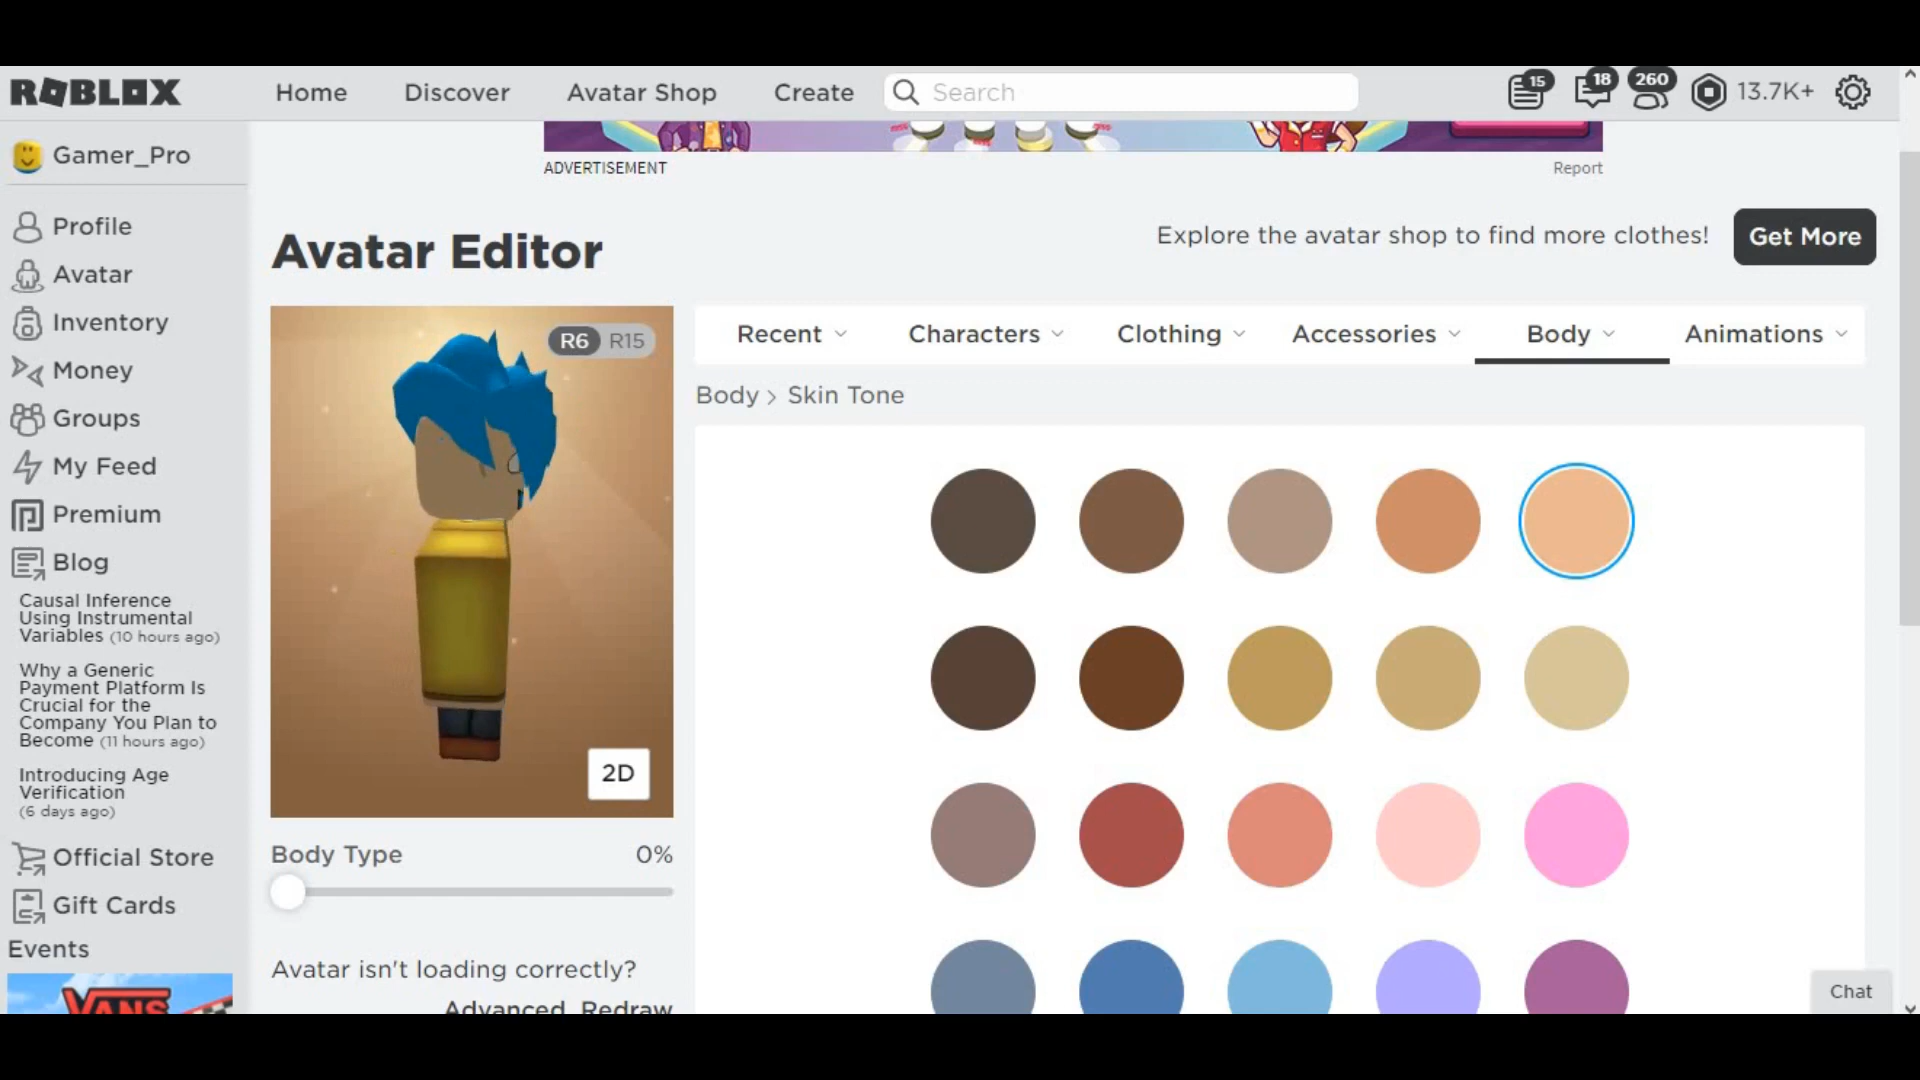 ROBLOX
Home
Discover
Avatar Shop
Create
Search
15
18
260
13.7K+
Gamer_Pro
ADVERTISEMENT
Report
Profile
Avatar
Inventory
Money
Groups
My Feed
Premium
Blog
Causal Inference
Using Instrumental
Variables (10 hours ago)
Why a Generic
Payment Platform Is
Crucial for the
Company You Plan to
Become (11 hours ago)
Introducing Age
Verification
(6 days ago)
Official Store
Gift Cards
Events
VANS
Avatar Editor
Explore the avatar shop to find more clothes!
Get More
R6 R15
2D
Body Type 0%
Avatar isn't loading correctly?
Advanced Redraw
Recent
Characters
Clothing
Accessories
Body
Animations
Body > Skin Tone
Chat